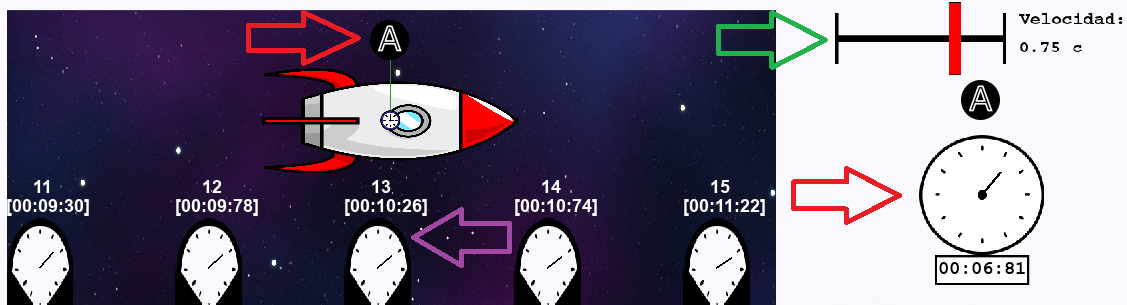 A
Velocidad:
0.75 c
A
11 12 13 14 15
[00:09:30] [00:09:78] [00:10:26] [00:10:74] [00:11:22]
00:06:81